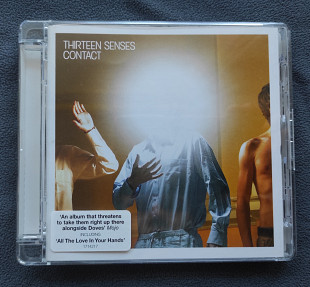 THIRTEEN SENSES
CONTACT
'An album that threatens
to take them right up there
alongside Doves' Mojo
INCLUDING
'All The Love In Your Hands'